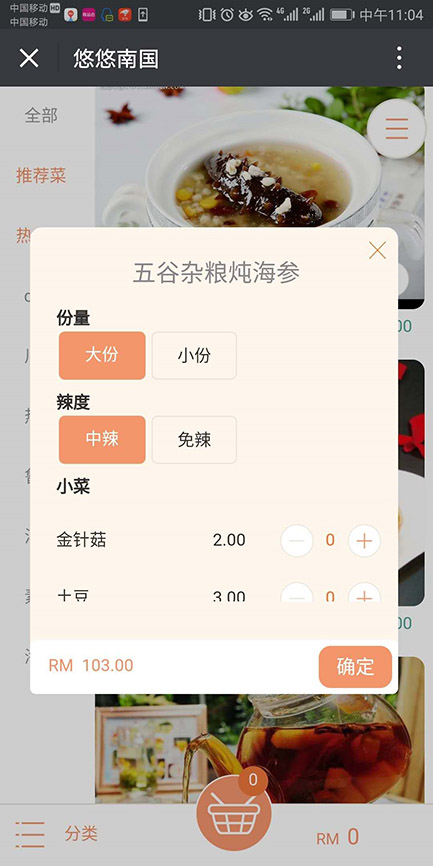 中国移动 HD
中国移动
4G 2G 中午11:04
悠悠南国
全部
推荐菜
五谷杂粮炖海参
份量
大份 小份
辣度
中辣 免辣
小菜
金针菇 2.00 0
土豆 3.00 0
RM 103.00 确定
0
分类 RM 0